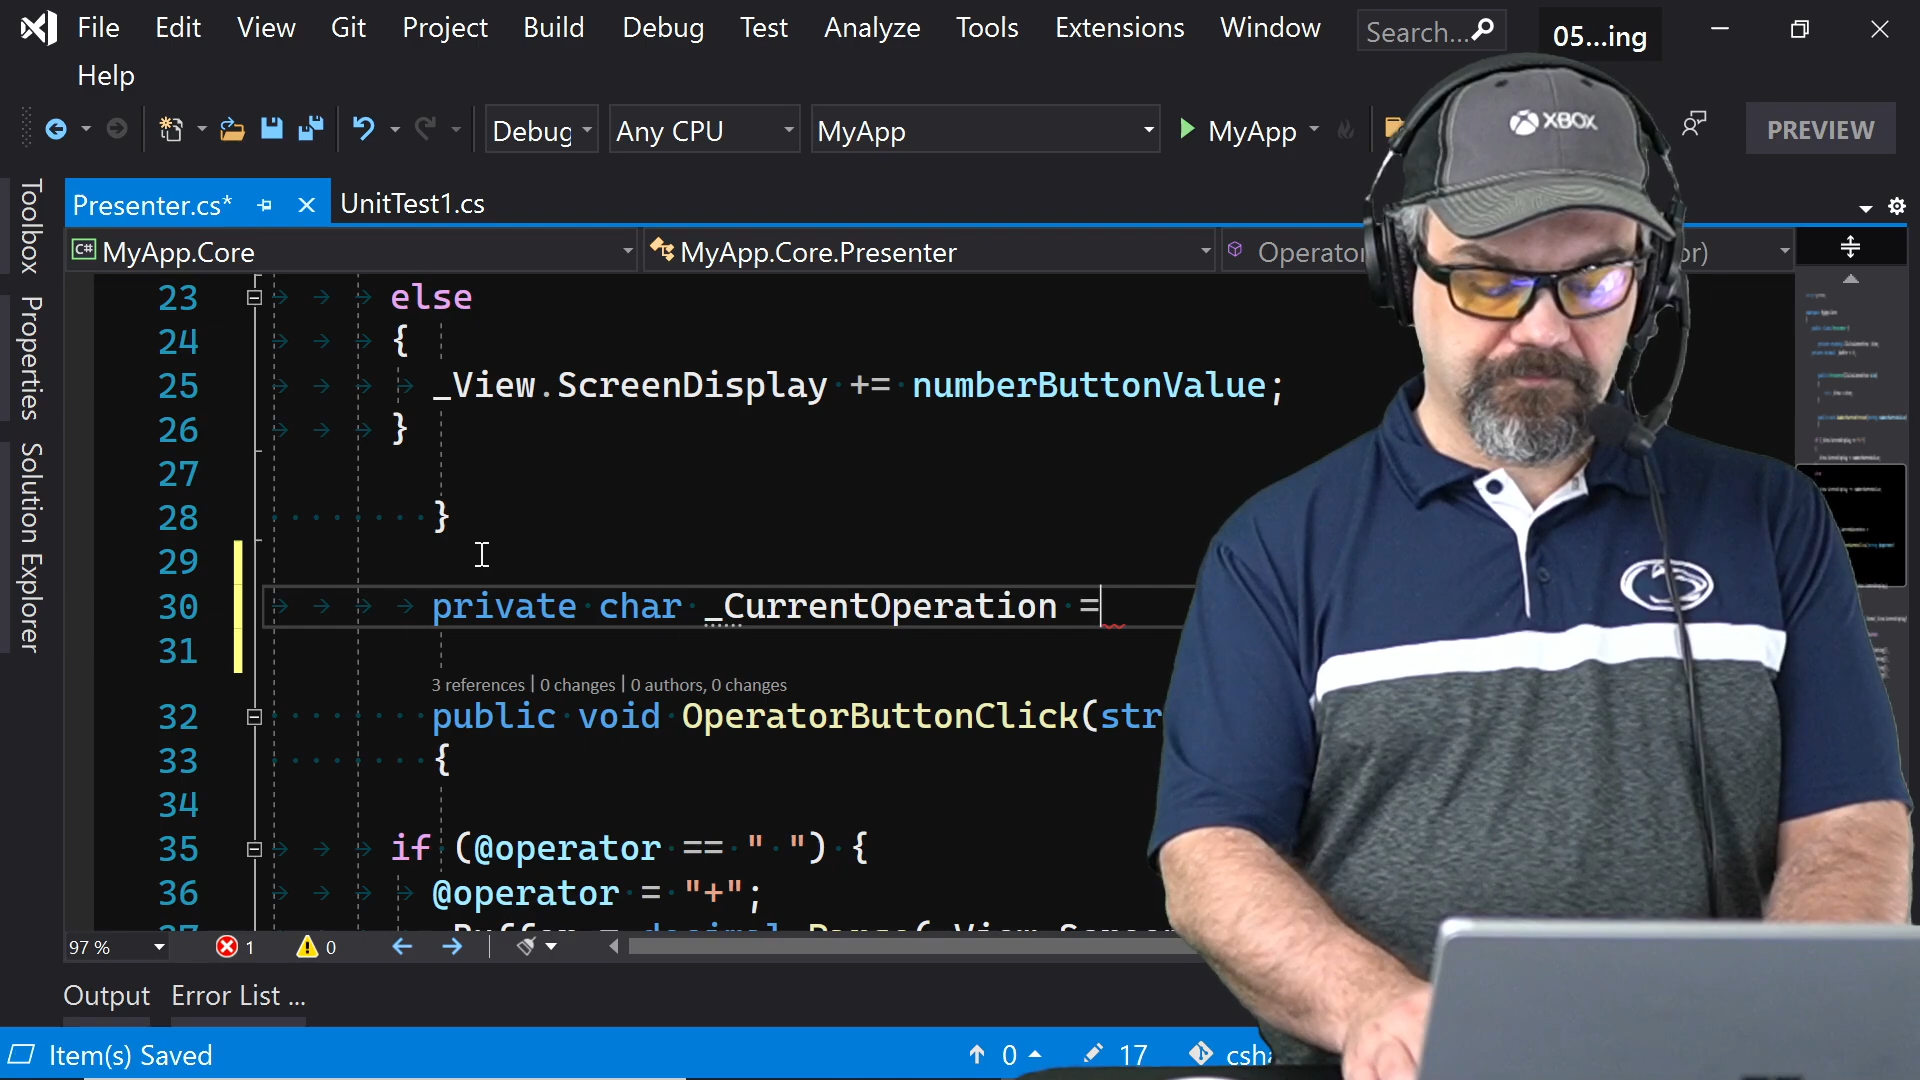 File Edit View Git Project Build Debug Test Analyze Tools Extensions Window Search... 05...ing
Help
Debug Any CPU MyApp MyApp PREVIEW
XBOX
Toolbox
Properties
Solution Explorer
Presenter.cs* UnitTest1.cs
C# MyApp.Core MyApp.Core.Presenter
23 else
24 {
25 _View.ScreenDisplay += numberButtonValue;
26 }
27
28 }
29
30 private char _CurrentOperation =
31
3 references | 0 changes | 0 authors, 0 changes
32 public void OperatorButtonClick(str
33 {
34
35 if (@operator == " ") {
36 @operator = "+";
97 % 1 0
Output Error List ...
Item(s) Saved 0 17